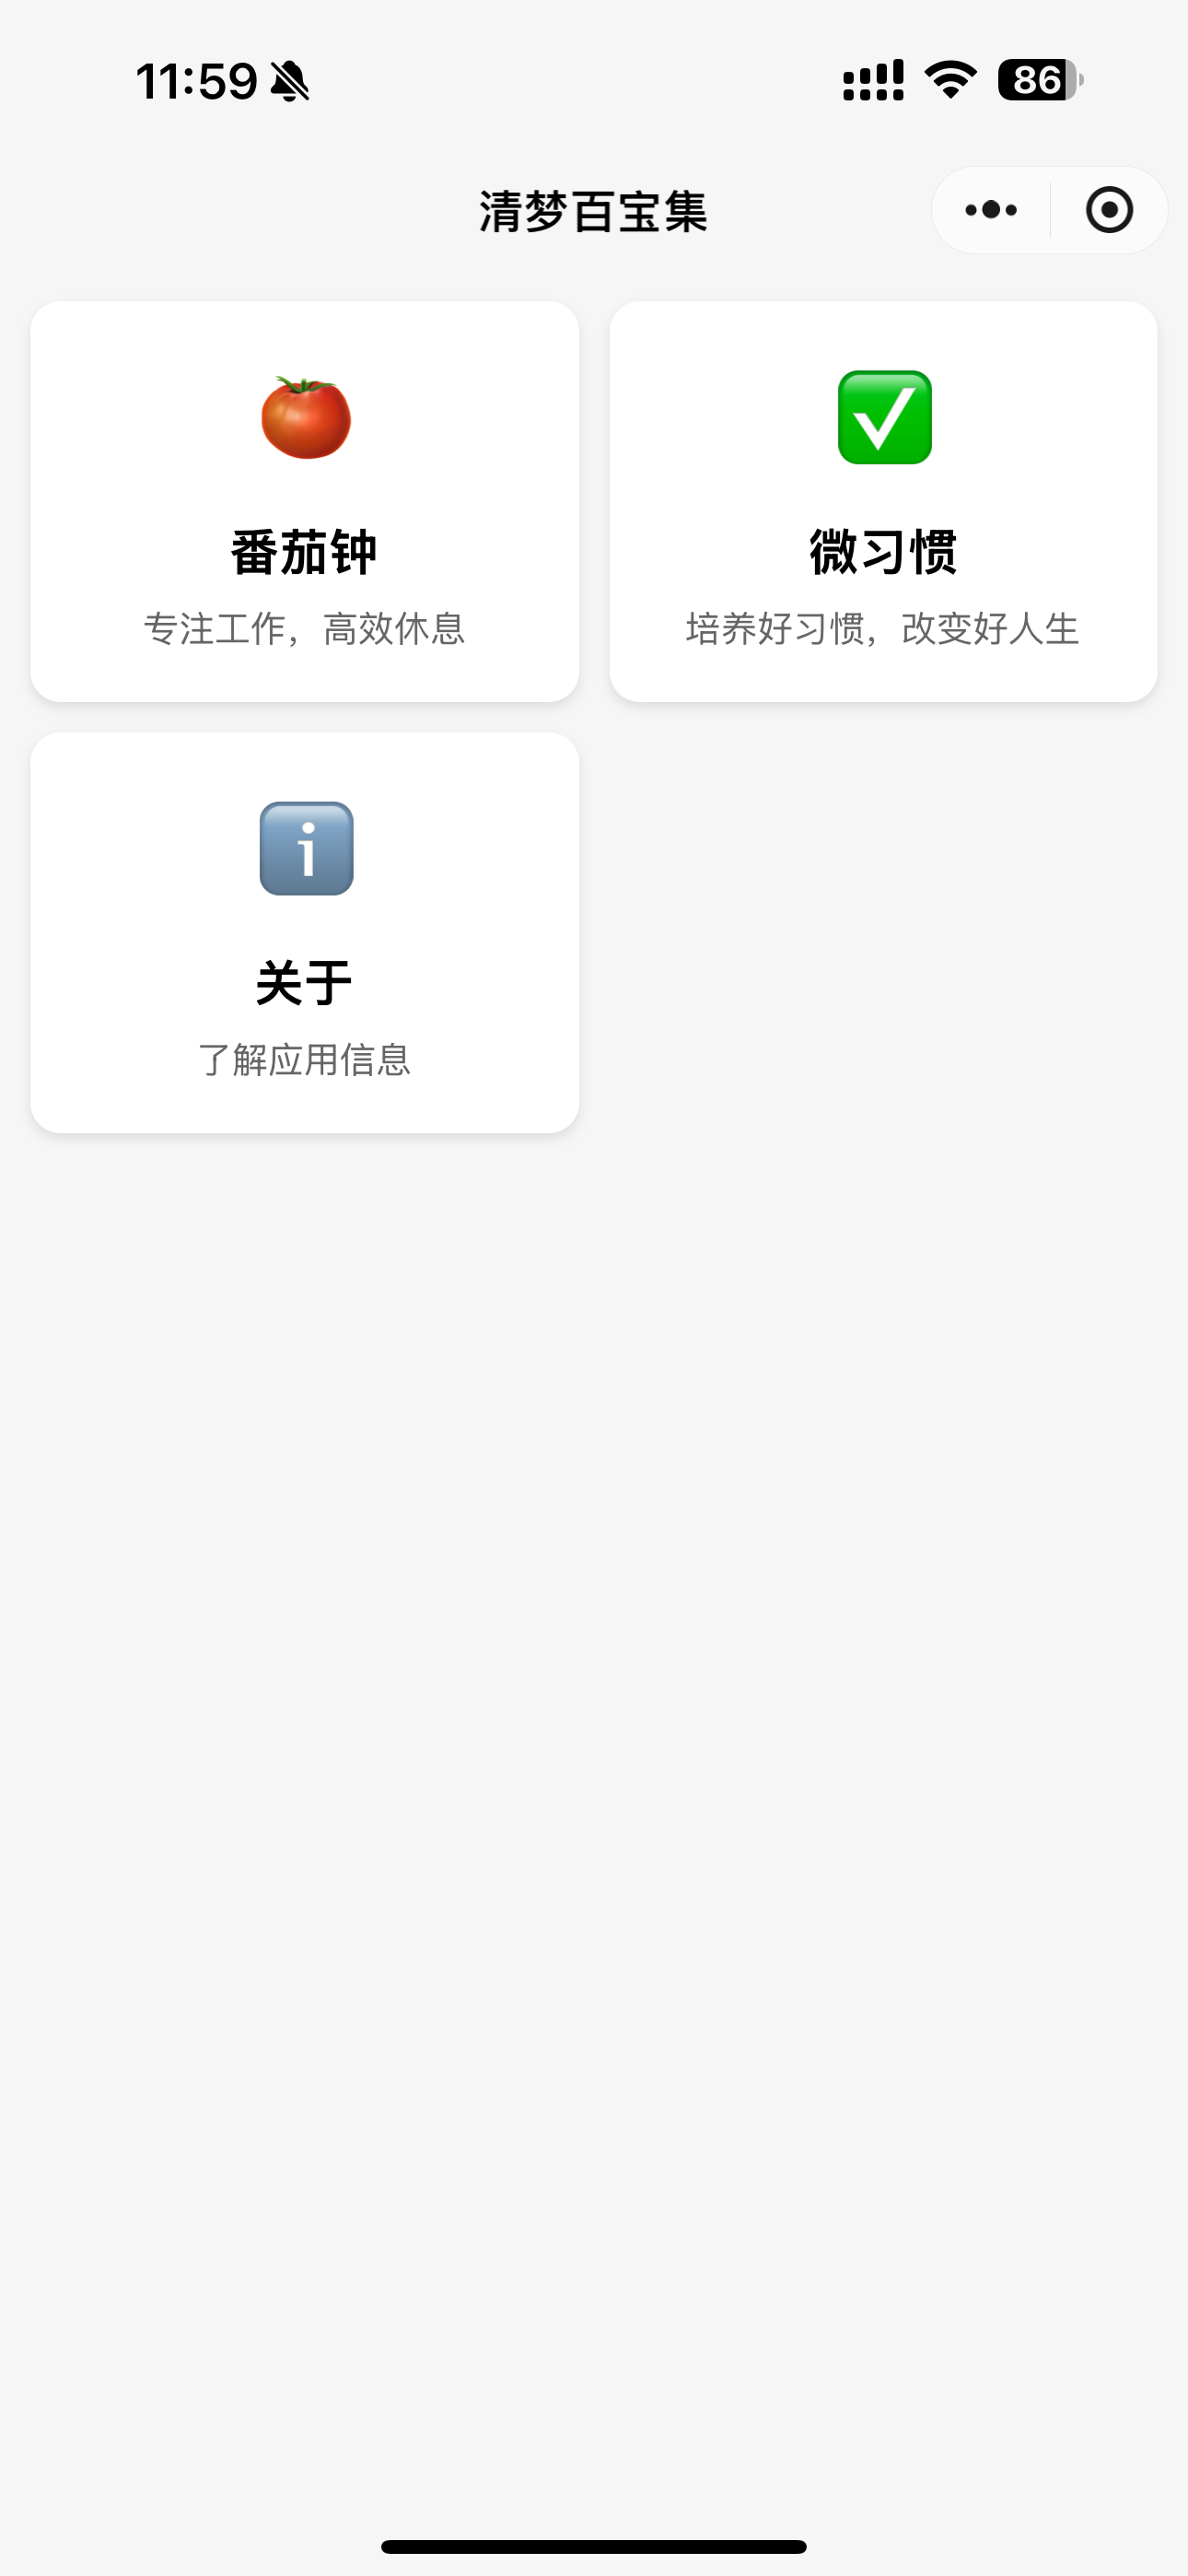 11:59
86
清梦百宝集
番茄钟
专注工作，高效休息
微习惯
培养好习惯，改变好人生
关于
了解应用信息